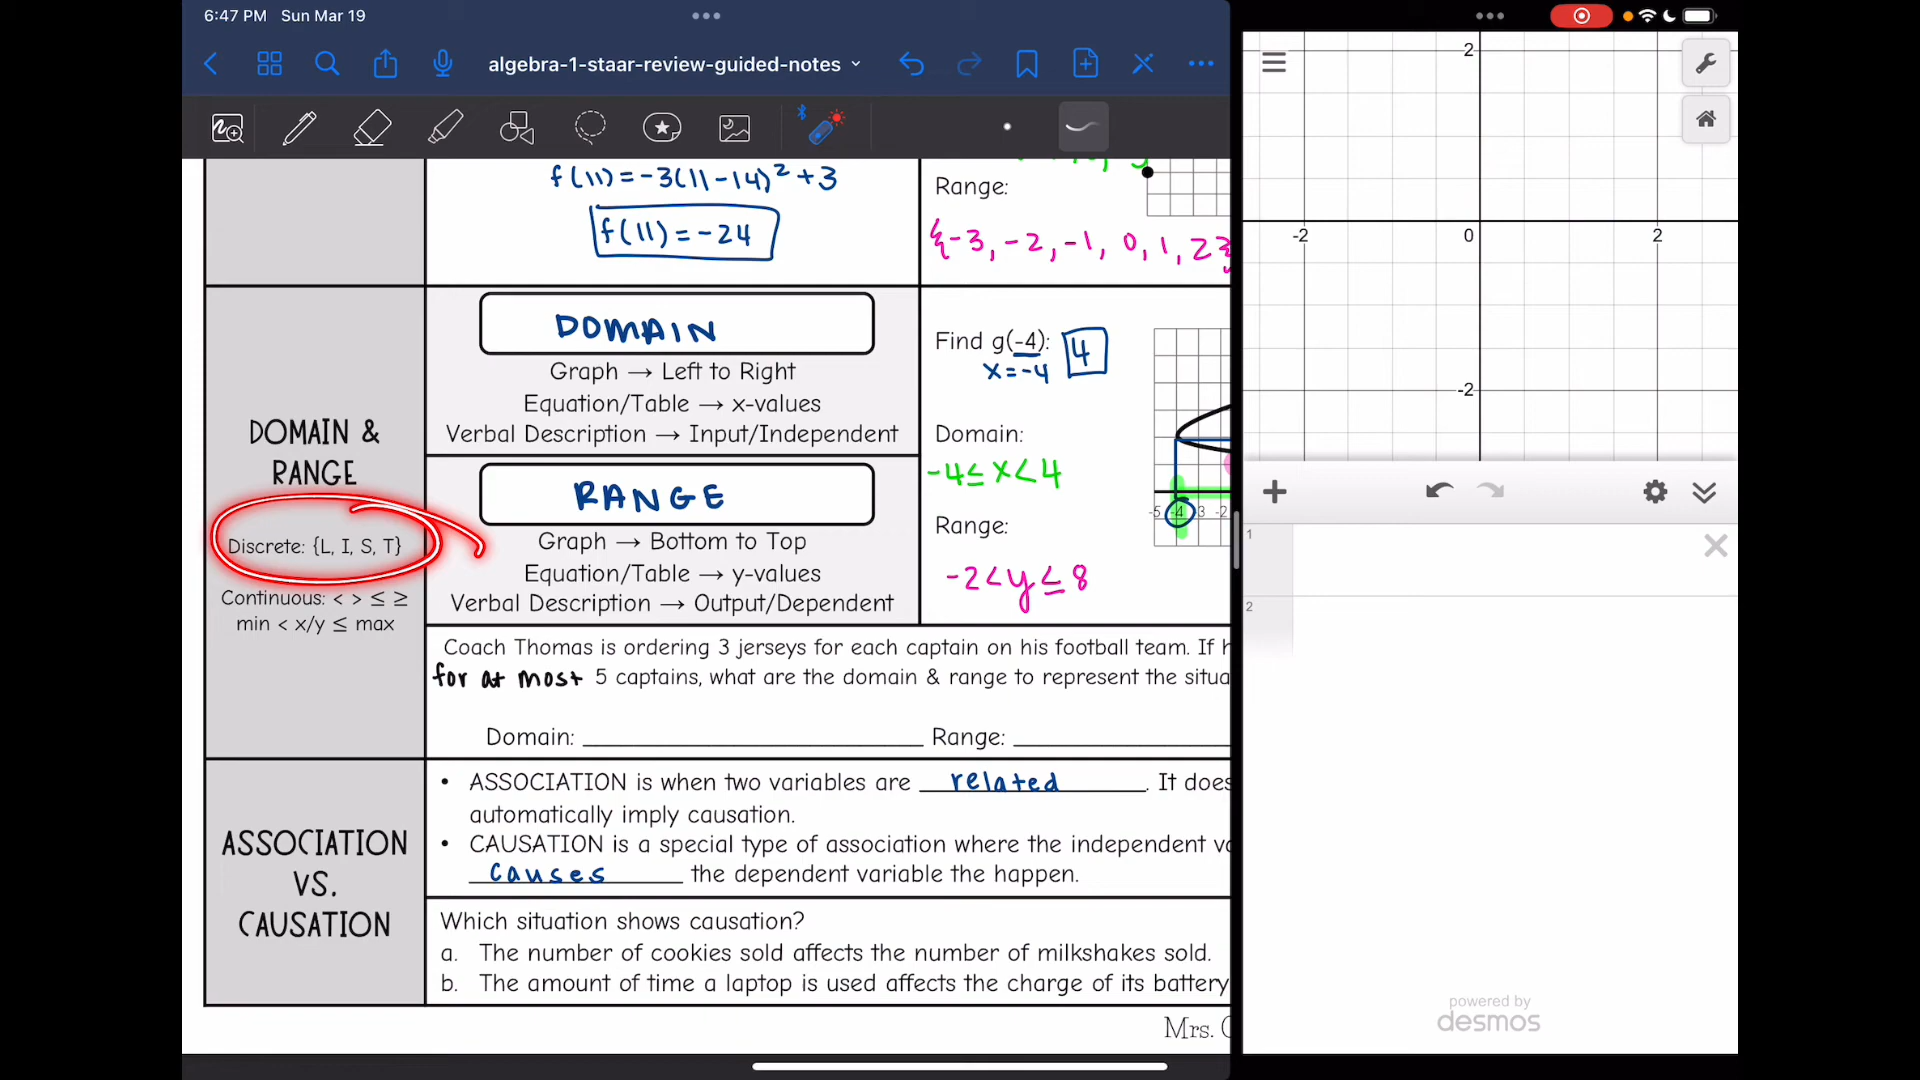 6:47 PM Sun Mar 19
algebra-1-staar-review-guided-notes
f(11) = -3(11-14)² +3
f(11) = -24
Range:
{-3, -2, -1, 0, 1, 2}
DOMAIN & RANGE
Discrete: {L, I, S, T}
Continuous: < > ≤ ≥
min < x/y ≤ max
DOMAIN
Graph → Left to Right
Equation/Table → x-values
Verbal Description → Input/Independent
RANGE
Graph → Bottom to Top
Equation/Table → y-values
Verbal Description → Output/Dependent
Find g(-4): 4
x=-4
Domain:
-4≤ x< 4
Range:
-2<y≤8
-5 -4 -3 -2
Coach Thomas is ordering 3 jerseys for each captain on his football team. If
for at most 5 captains, what are the domain & range to represent the
Domain: Range:
ASSOCIATION
VS.
CAUSATION
• ASSOCIATION is when two variables are related. It does
automatically imply causation.
• CAUSATION is a special type of association where the independent
causes the dependent variable the happen.
Which situation shows causation?
a. The number of cookies sold affects the number of milkshakes sold.
b. The amount of time a laptop is used affects the charge of its battery
Mrs.
2
-2 0 2
-2
1
2
powered by
desmos